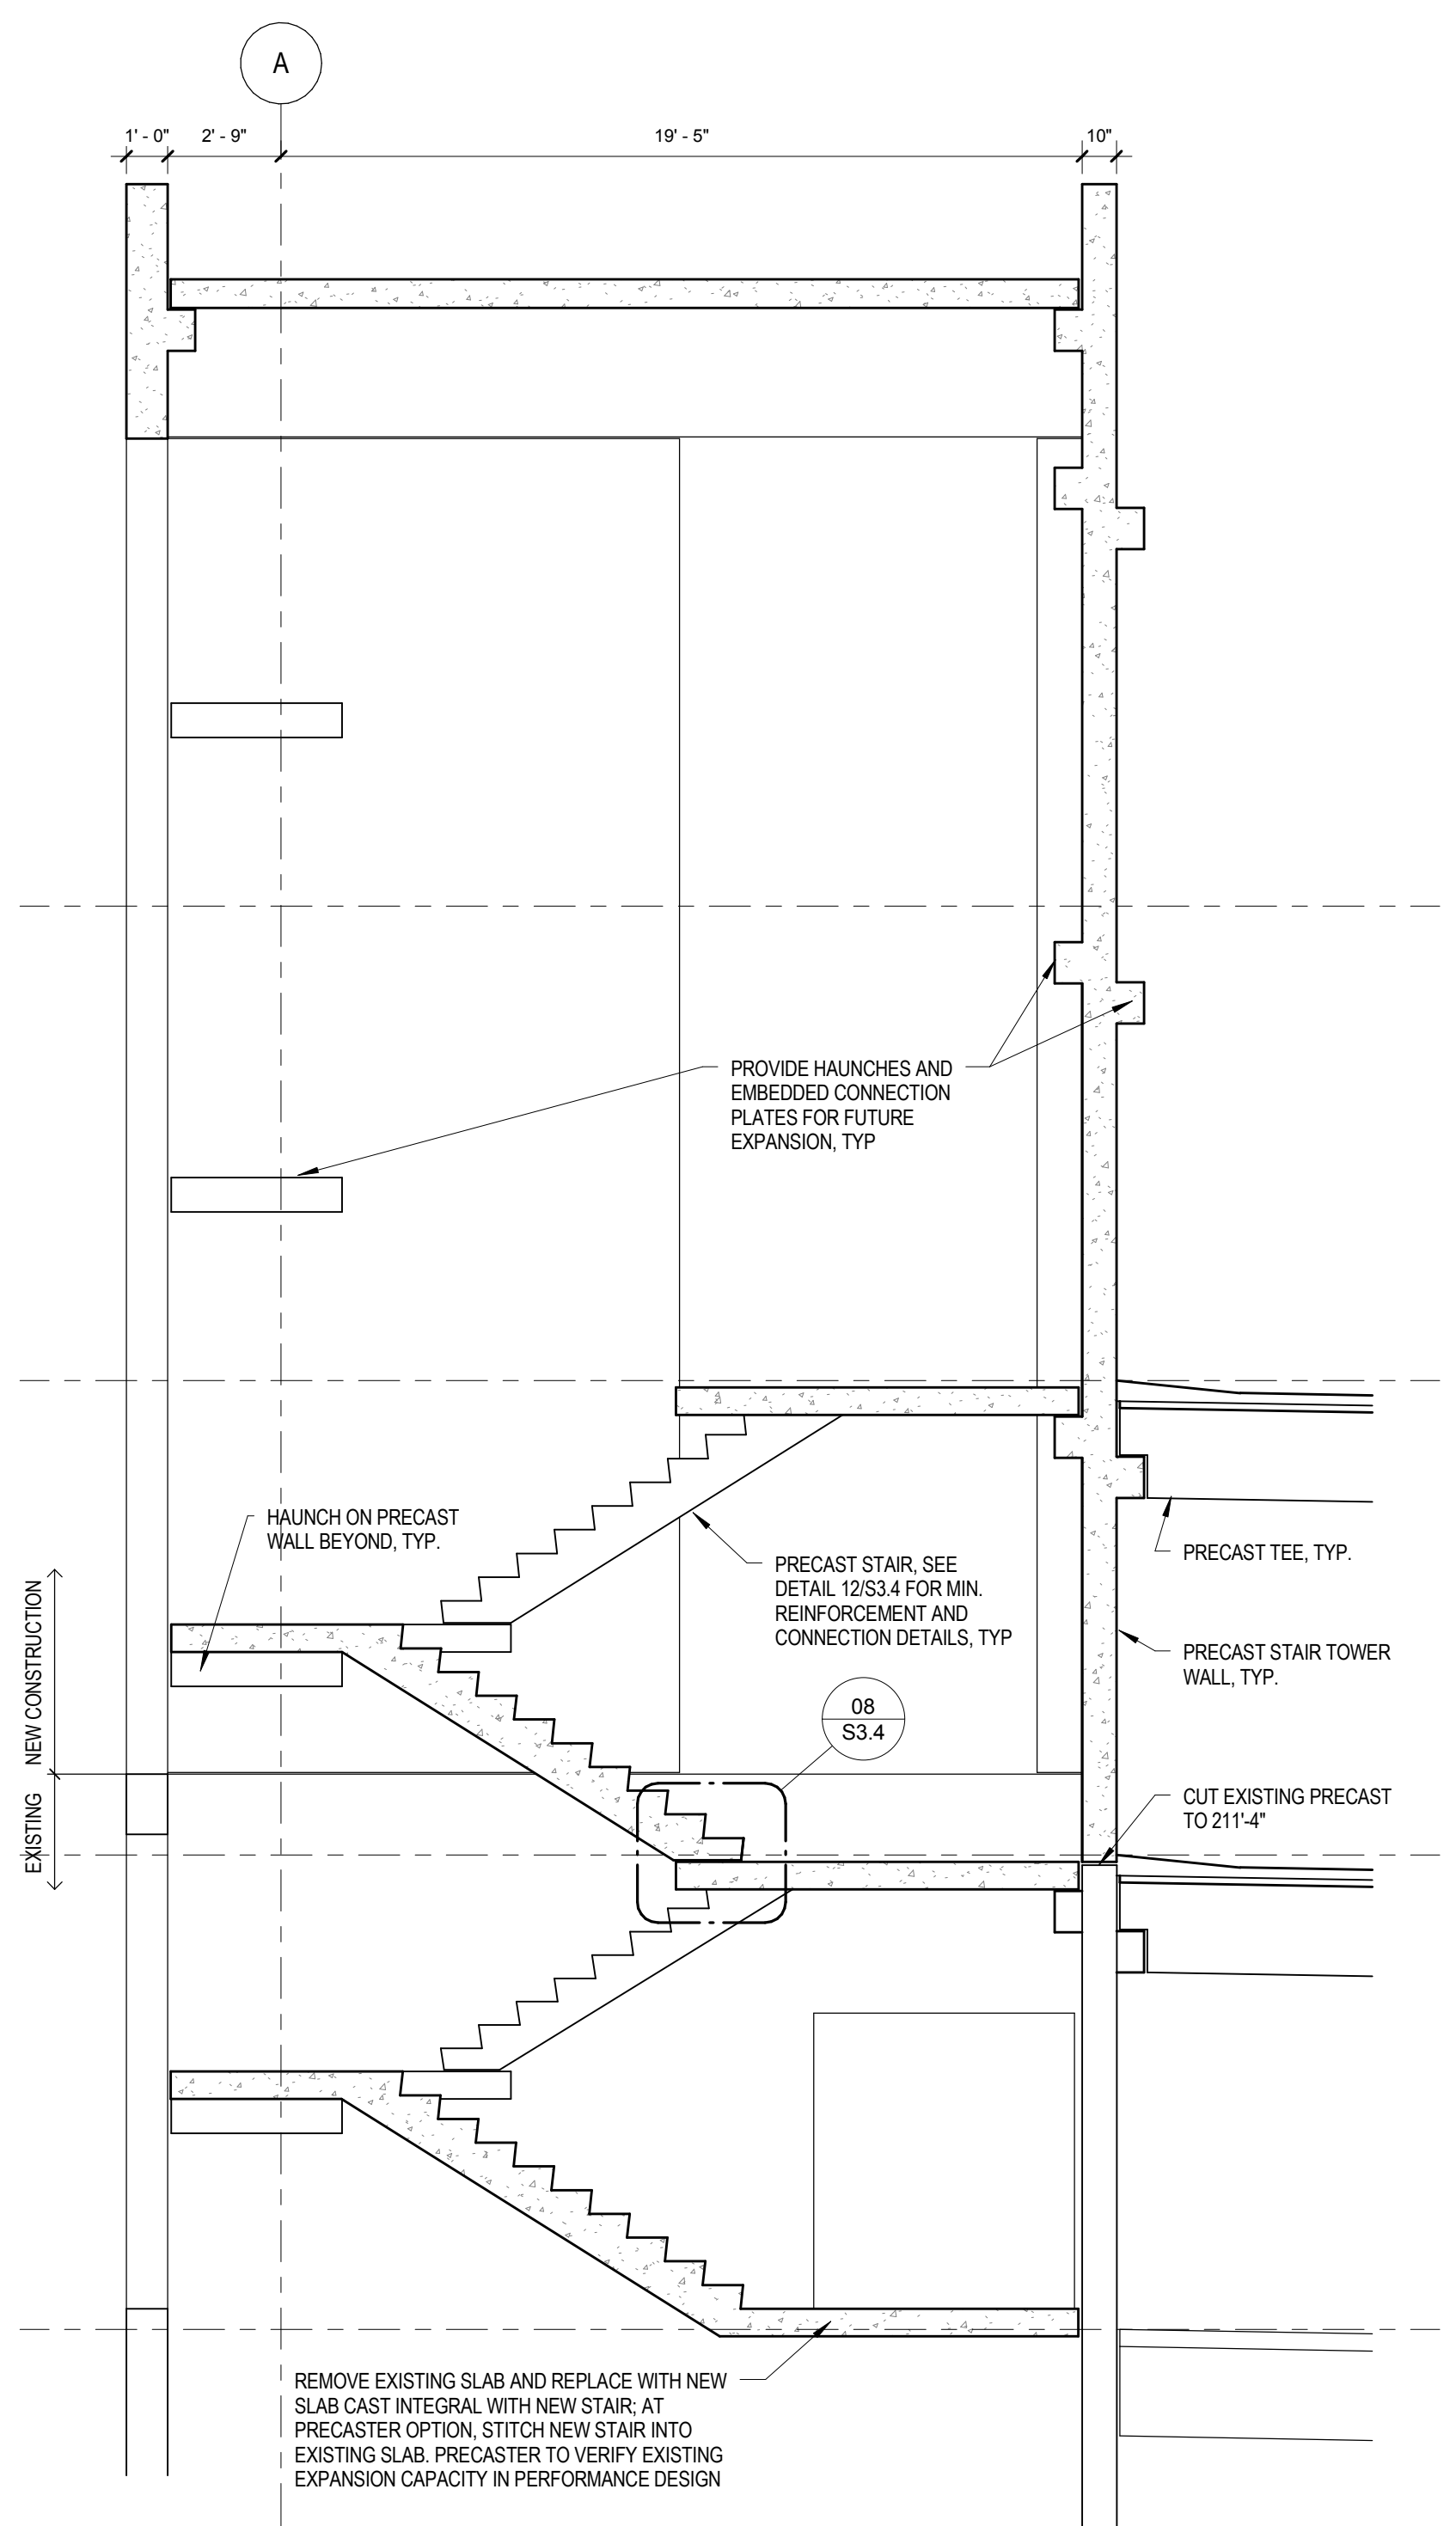 A
1' - 0"
2' - 9"
19' - 5"
10"
PROVIDE HAUNCHES AND
EMBEDDED CONNECTION
PLATES FOR FUTURE
EXPANSION, TYP
HAUNCH ON PRECAST
WALL BEYOND, TYP.
PRECAST STAIR, SEE
DETAIL 12/S3.4 FOR MIN.
REINFORCEMENT AND
CONNECTION DETAILS, TYP
PRECAST TEE, TYP.
PRECAST STAIR TOWER
WALL, TYP.
NEW CONSTRUCTION
EXISTING
08
S3.4
CUT EXISTING PRECAST
TO 211'-4"
REMOVE EXISTING SLAB AND REPLACE WITH NEW
SLAB CAST INTEGRAL WITH NEW STAIR; AT
PRECASTER OPTION, STITCH NEW STAIR INTO
EXISTING SLAB. PRECASTER TO VERIFY EXISTING
EXPANSION CAPACITY IN PERFORMANCE DESIGN